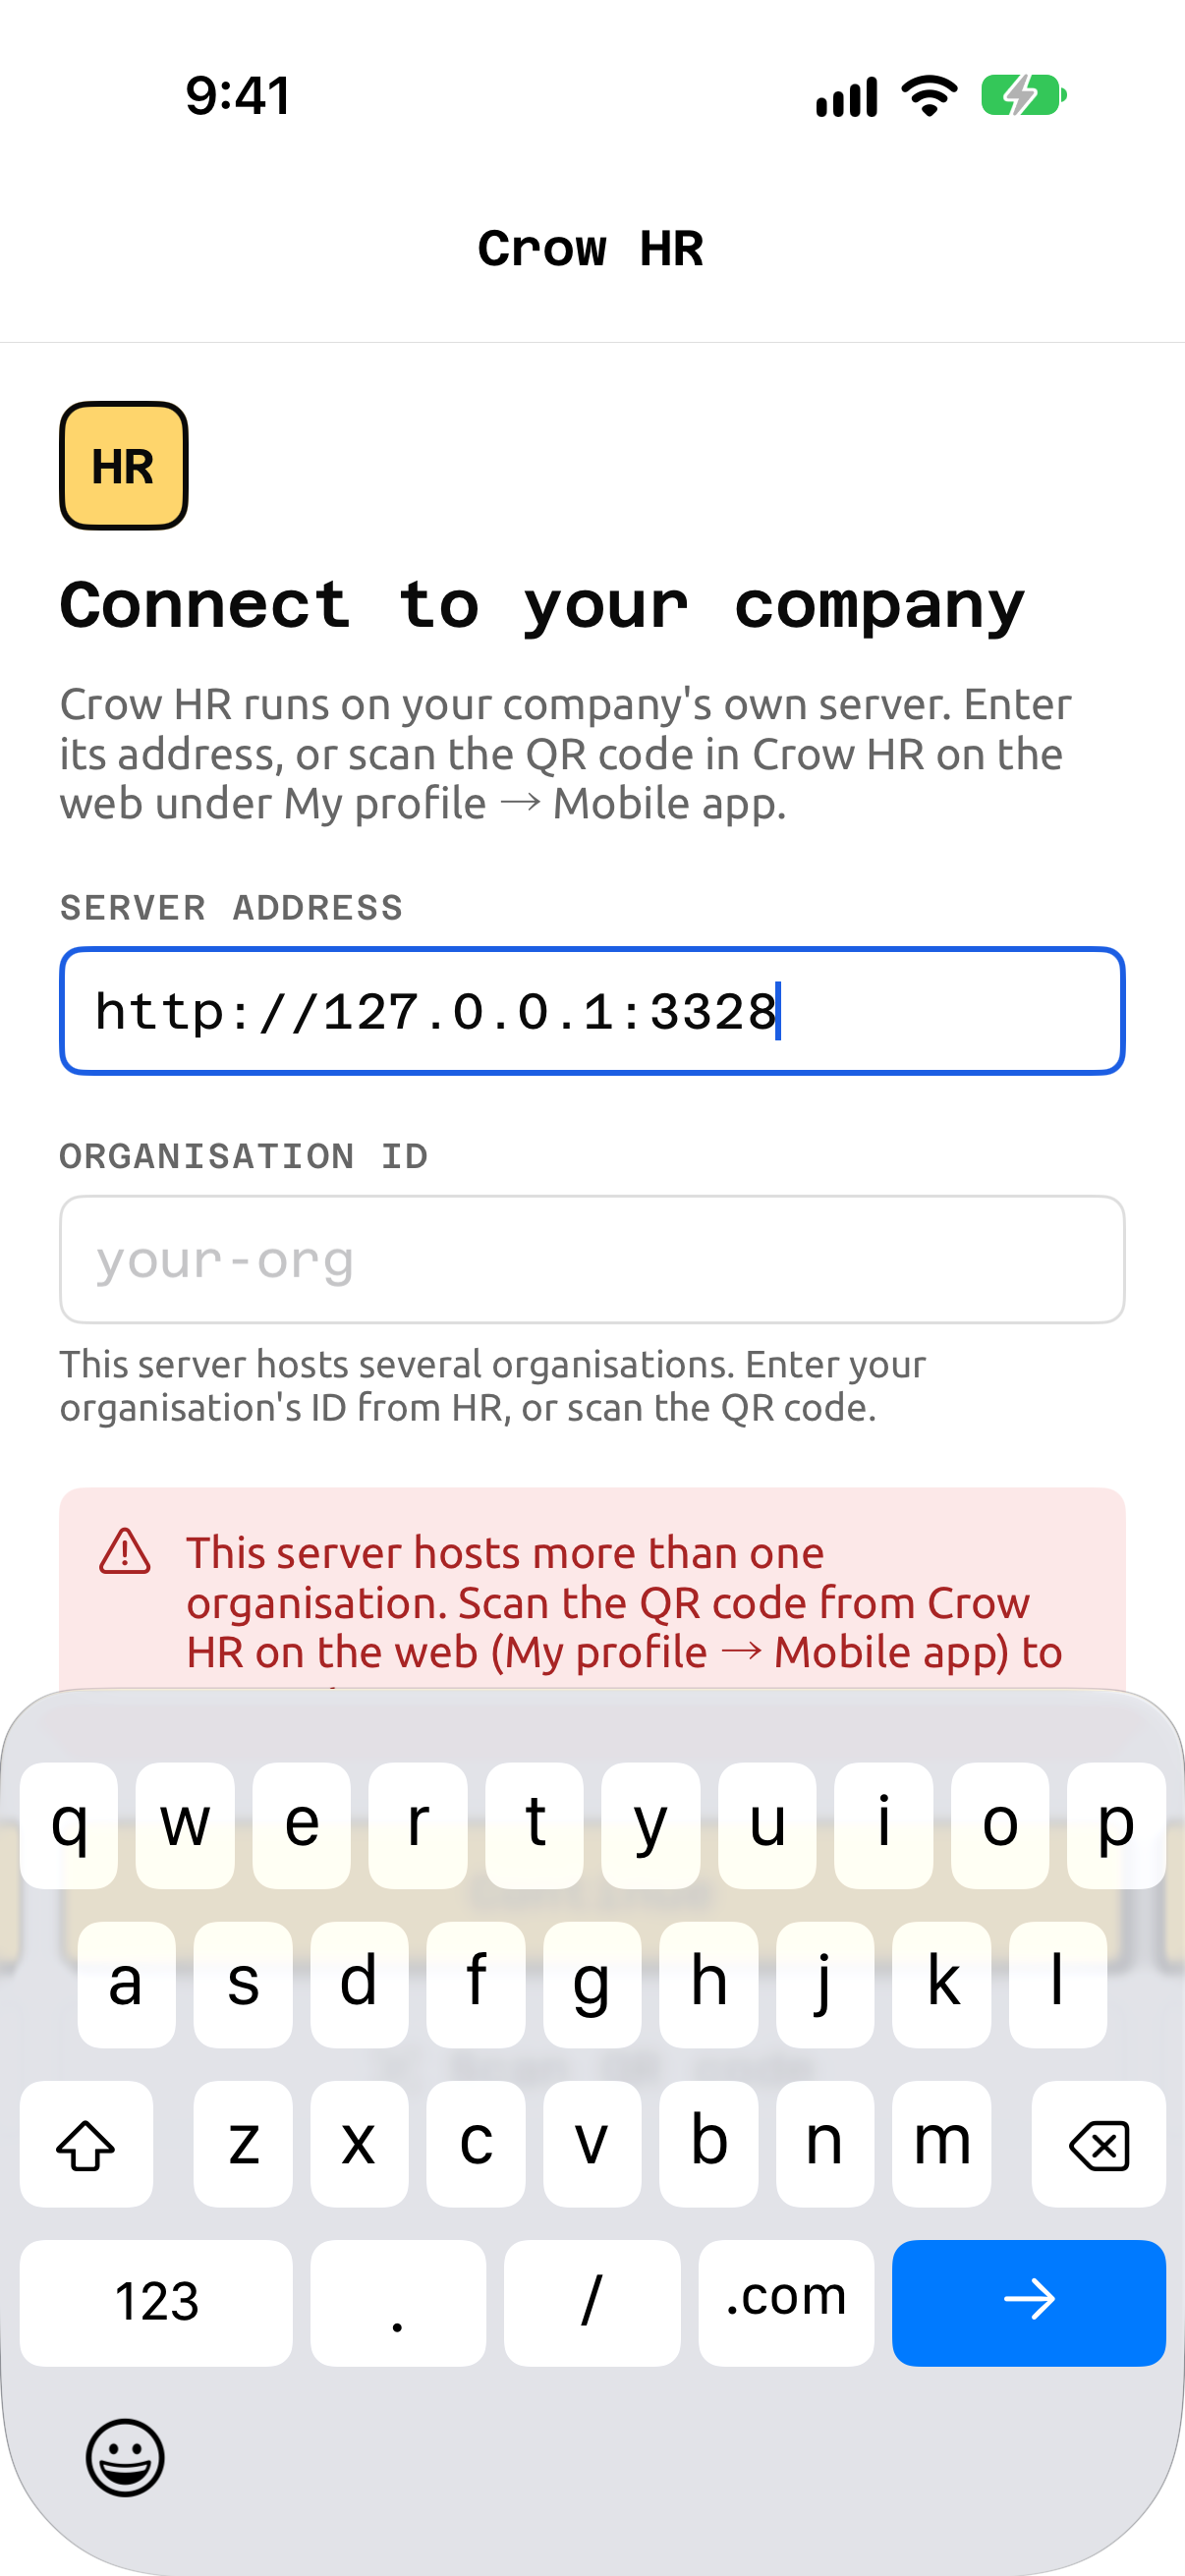 9:41
Crow HR
HR
Connect to your company
Crow HR runs on your company's own server. Enter
its address, or scan the QR code in Crow HR on the
web under My profile → Mobile app.
SERVER ADDRESS
http://127.0.0.1:3328
ORGANISATION ID
your-org
This server hosts several organisations. Enter your
organisation's ID from HR, or scan the QR code.
This server hosts more than one
organisation. Scan the QR code from Crow
HR on the web (My profile → Mobile app) to
q w e r t y u i o p
a s d f g h j k l
z x c v b n m
123 . / .com